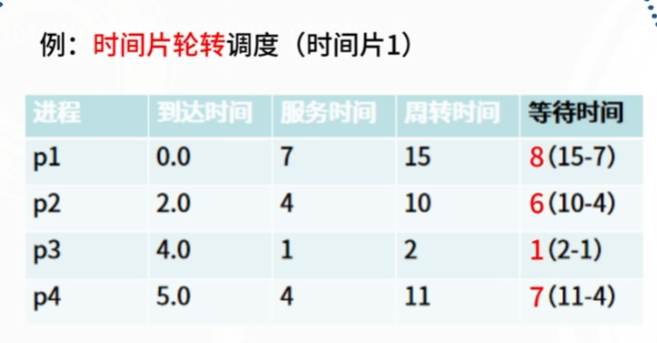 例：时间片轮转调度（时间片1）
进程 到达时间 服务时间 周转时间 等待时间
p1 0.0 7 15 8(15-7)
p2 2.0 4 10 6(10-4)
p3 4.0 1 2 1(2-1)
p4 5.0 4 11 7(11-4)